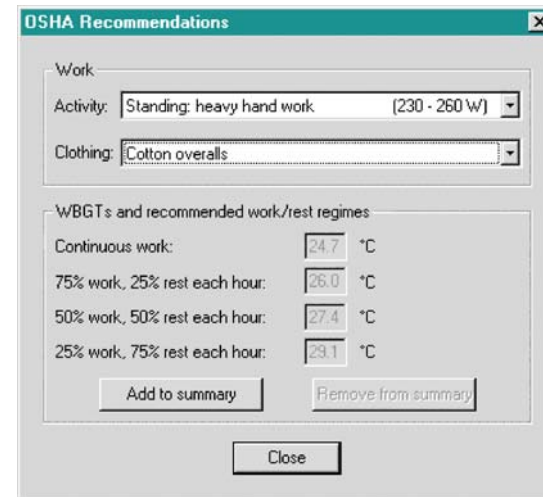 OSHA Recommendations
Work
Activity: Standing: heavy hand work (230 - 260 W)
Clothing: Cotton overalls
WBGTs and recommended work/rest regimes
Continuous work: 24.7 °C
75% work, 25% rest each hour: 26.0 °C
50% work, 50% rest each hour: 27.4 °C
25% work, 75% rest each hour: 29.1 °C
Add to summary Remove from summary
Close